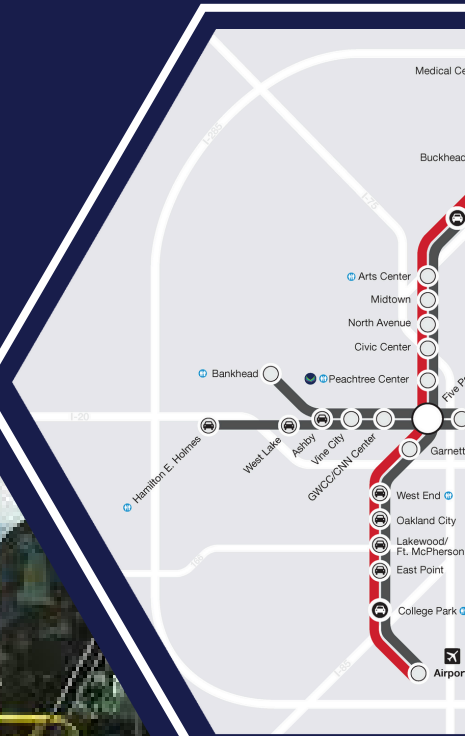 Medical Ce
I-285
Buckhead
I-75
Arts Center
Midtown
North Avenue
Civic Center
Bankhead
Peachtree Center
Five P
I-20
Hamilton E. Holmes
West Lake
Ashby
Vine City
GWCC/CNN Center
Garnett
West End
Oakland City
Lakewood/
Ft. McPherson
East Point
College Park
I-85
Airport